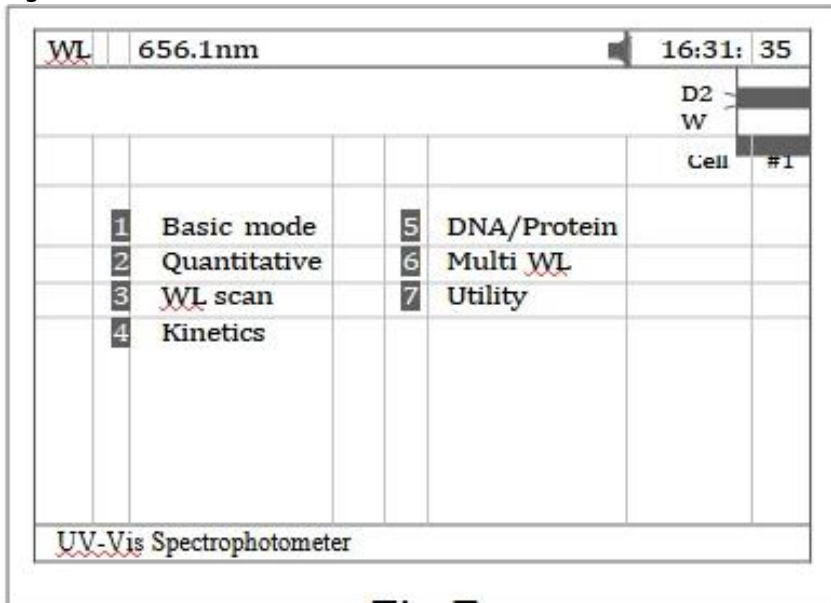 WL 656.1nm 16:31: 35
D2
W
Cell #1
1 Basic mode 5 DNA/Protein
2 Quantitative 6 Multi WL
3 WL scan 7 Utility
4 Kinetics
UV-Vis Spectrophotometer